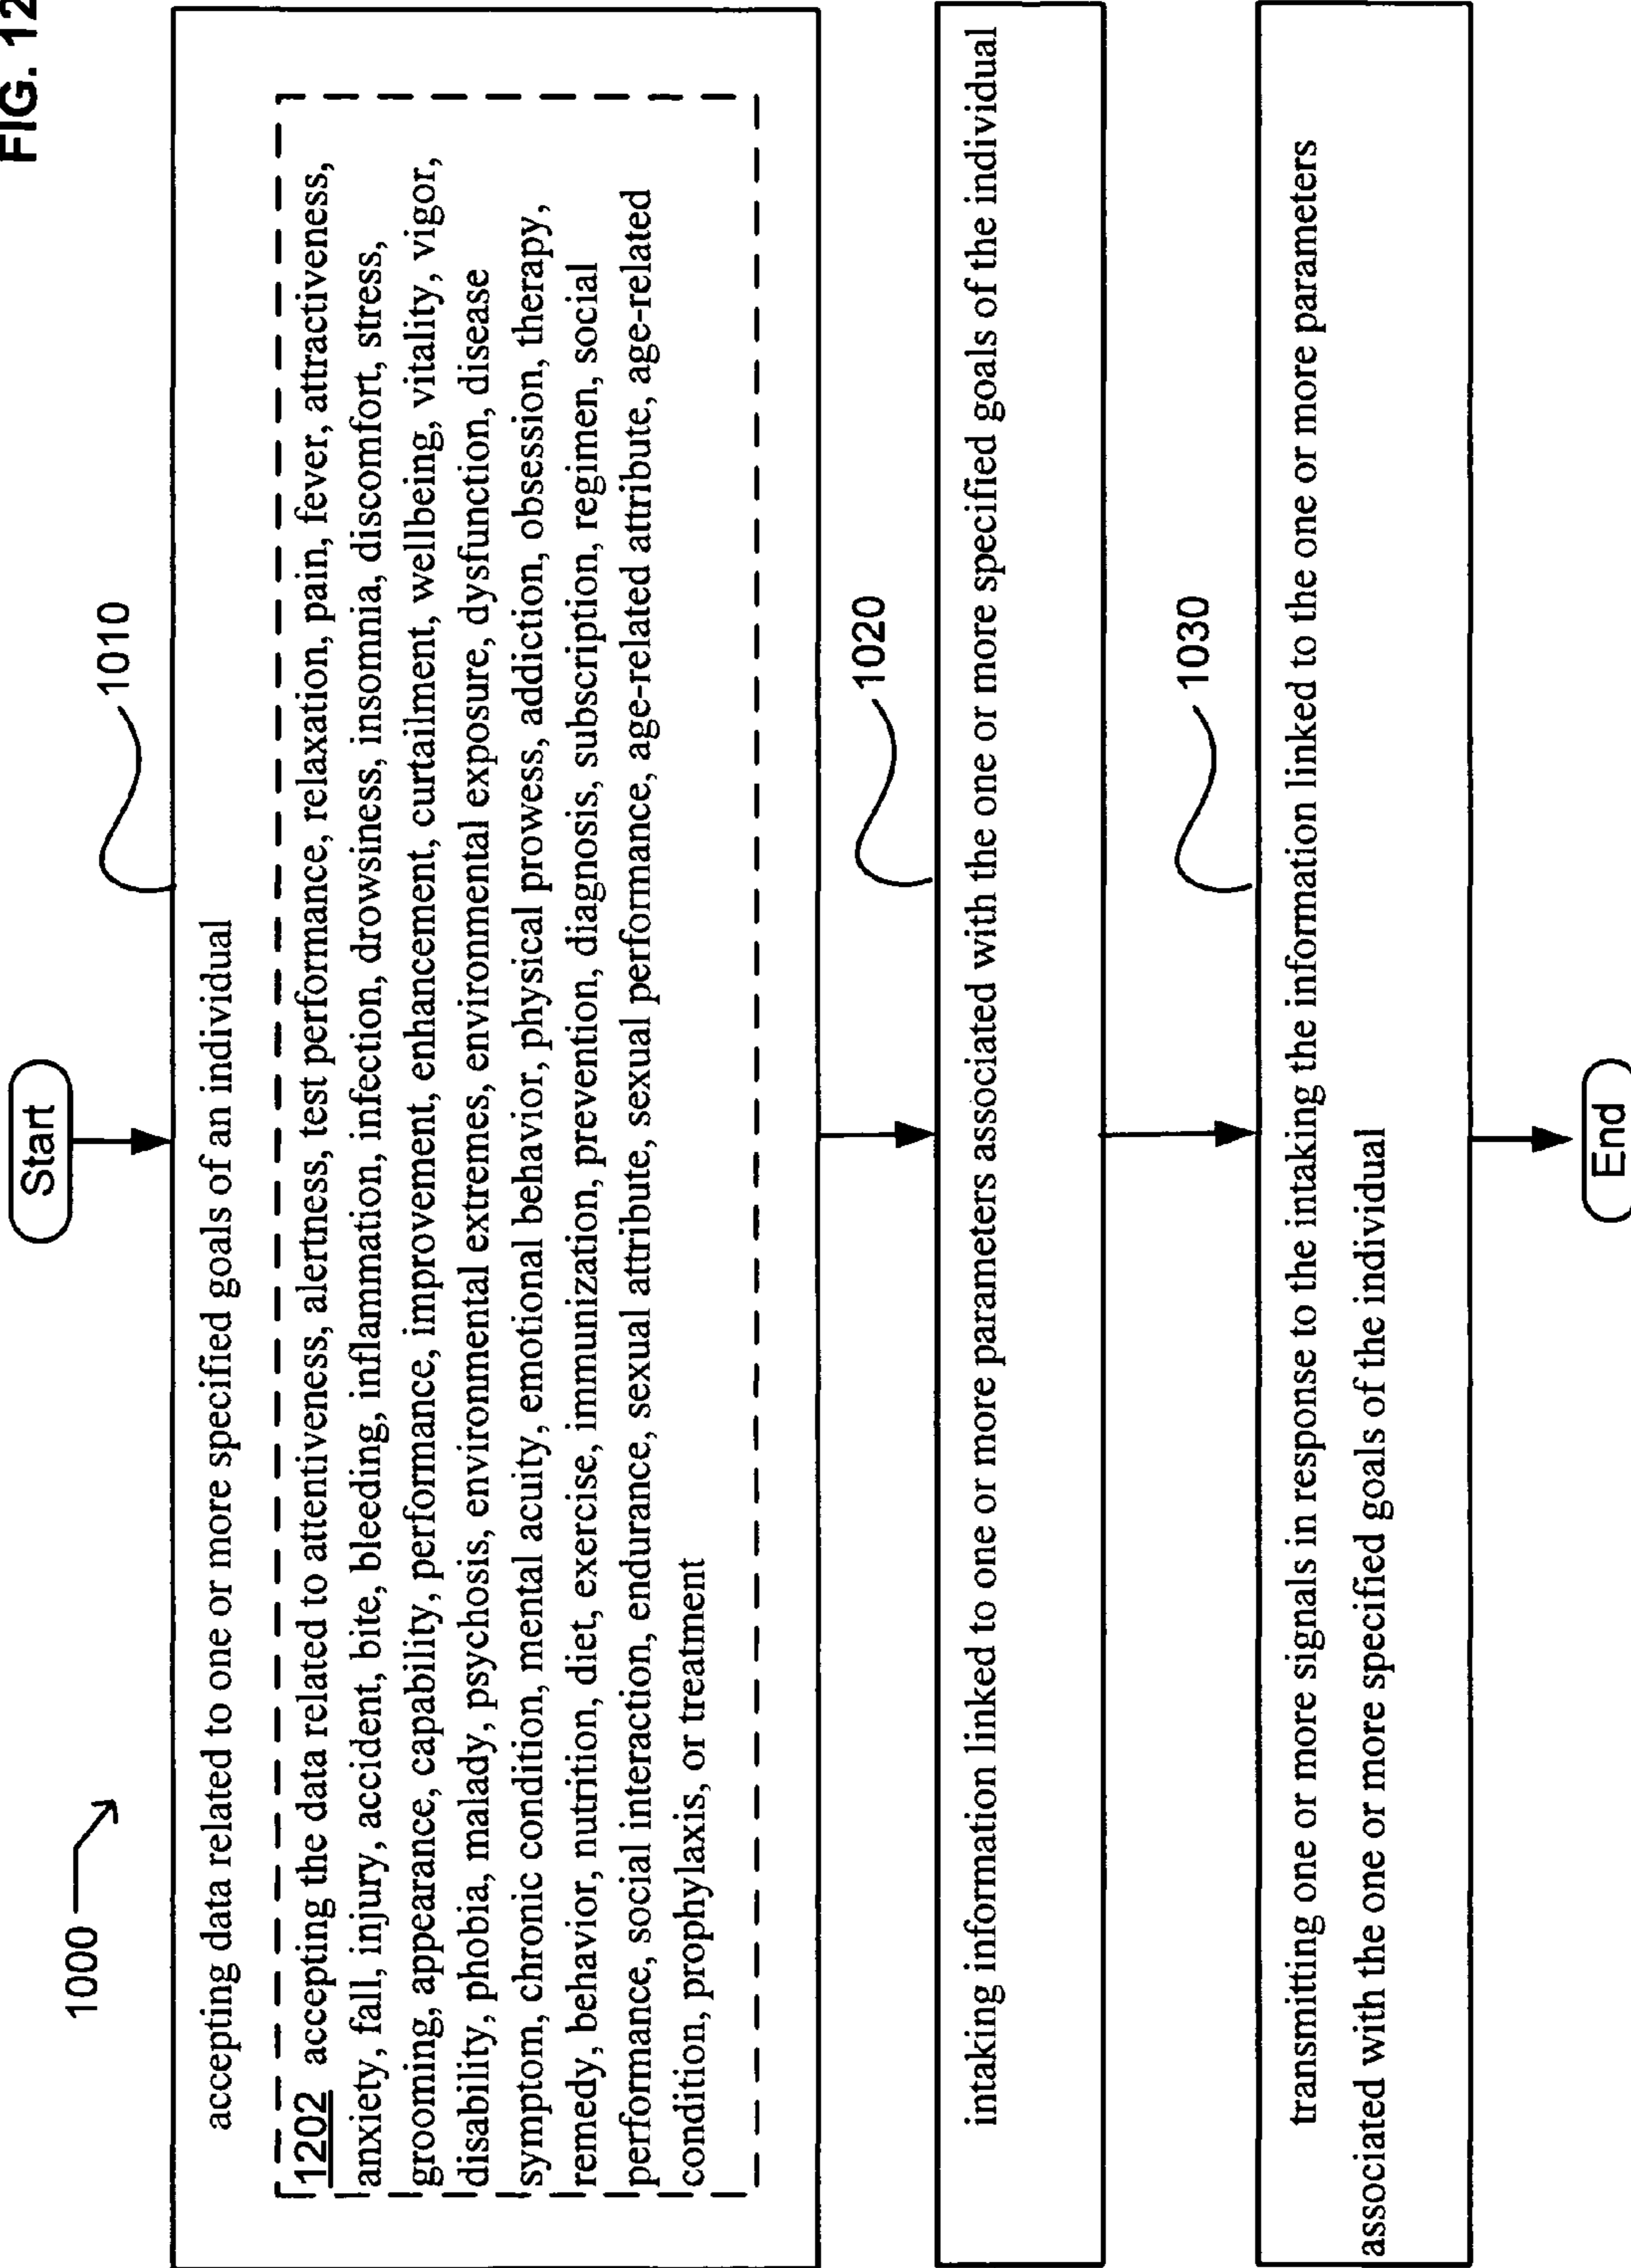 FIG. 12
1000
Start
1010
accepting data related to one or more specified goals of an individual
1202 accepting the data related to attentiveness, alertness, test performance, relaxation, pain, fever, attractiveness,
anxiety, fall, injury, accident, bite, bleeding, inflammation, infection, drowsiness, insomnia, discomfort, stress,
grooming, appearance, capability, performance, improvement, enhancement, curtailment, wellbeing, vitality, vigor,
disability, phobia, malady, psychosis, environmental extremes, environmental exposure, dysfunction, disease
symptom, chronic condition, mental acuity, emotional behavior, physical prowess, addiction, obsession, therapy,
remedy, behavior, nutrition, diet, exercise, immunization, prevention, diagnosis, subscription, regimen, social
performance, social interaction, endurance, sexual attribute, sexual performance, age-related attribute, age-related
condition, prophylaxis, or treatment
1020
intaking information linked to one or more parameters associated with the one or more specified goals of the individual
1030
transmitting one or more signals in response to the intaking the information linked to the one or more parameters
associated with the one or more specified goals of the individual
End